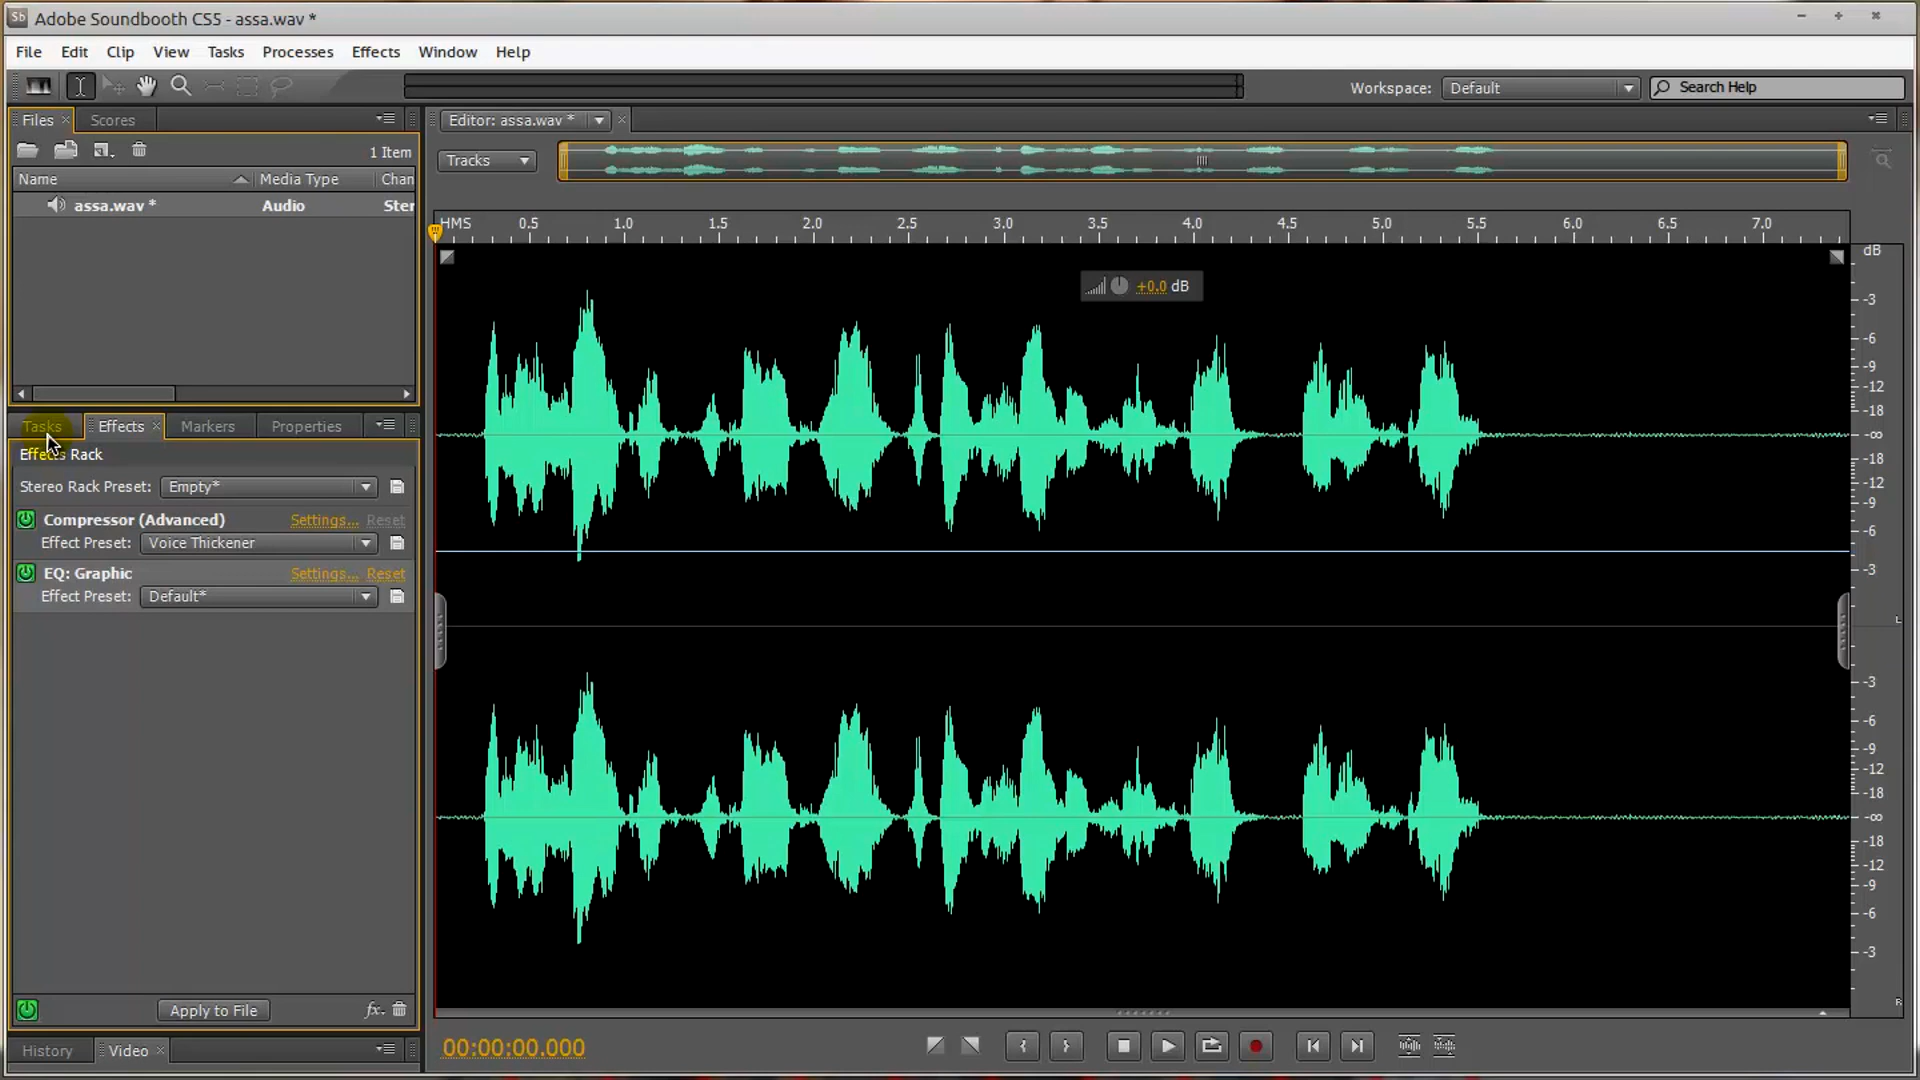 Sb Adobe Soundbooth CS5 - assa.wav *
File Edit Clip View Tasks Processes Effects Window Help
Workspace: Default Search Help
Files Scores
1 Item
Name Media Type Chan
assa.wav * Audio Ster
Tasks Effects Markers Properties
Effects Rack
Stereo Rack Preset: Empty*
Compressor (Advanced) Settings... Reset
Effect Preset: Voice Thickener
EQ: Graphic Settings... Reset
Effect Preset: Default*
Apply to File fx
History Video
Editor: assa.wav *
Tracks
HMS 0.5 1.0 1.5 2.0 2.5 3.0 3.5 4.0 4.5 5.0 5.5 6.0 6.5 7.0
+0.0 dB
dB
-3
-6
-9
-12
-18
-∞
-18
-12
-9
-6
-3
L
-3
-6
-9
-12
-18
-∞
-18
-12
-9
-6
-3
R
00:00:00.000